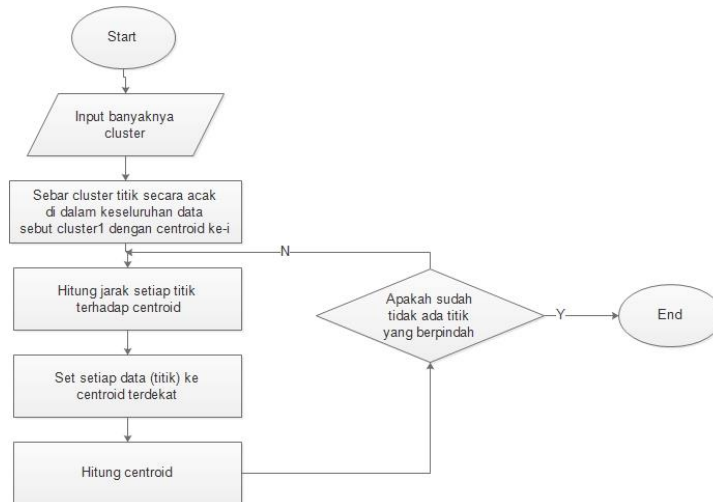 Start
Input banyaknya
cluster
Sebar cluster titik secara acak
di dalam keseluruhan data
sebut cluster1 dengan centroid ke-i
N
Hitung jarak setiap titik
terhadap centroid
Apakah sudah
tidak ada titik
yang berpindah
Y
End
Set setiap data (titik) ke
centroid terdekat
Hitung centroid